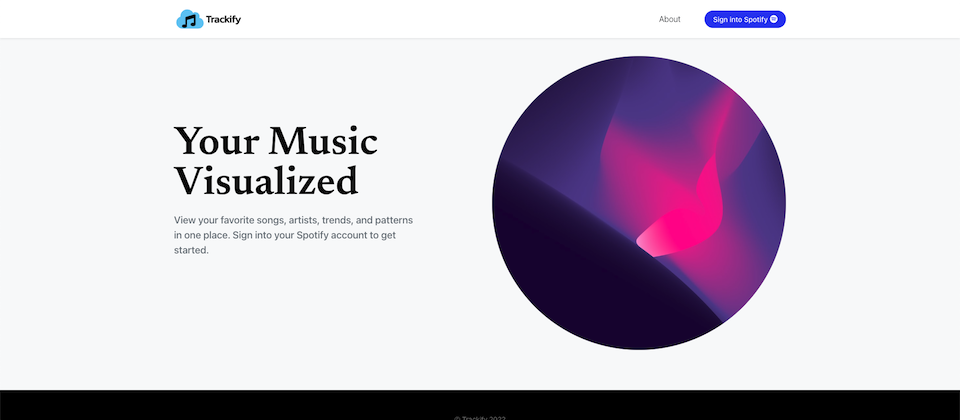 Trackify
About
Sign into Spotify
Your Music
Visualized
View your favorite songs, artists, trends, and patterns
in one place. Sign into your Spotify account to get
started.
© Trackify 2022